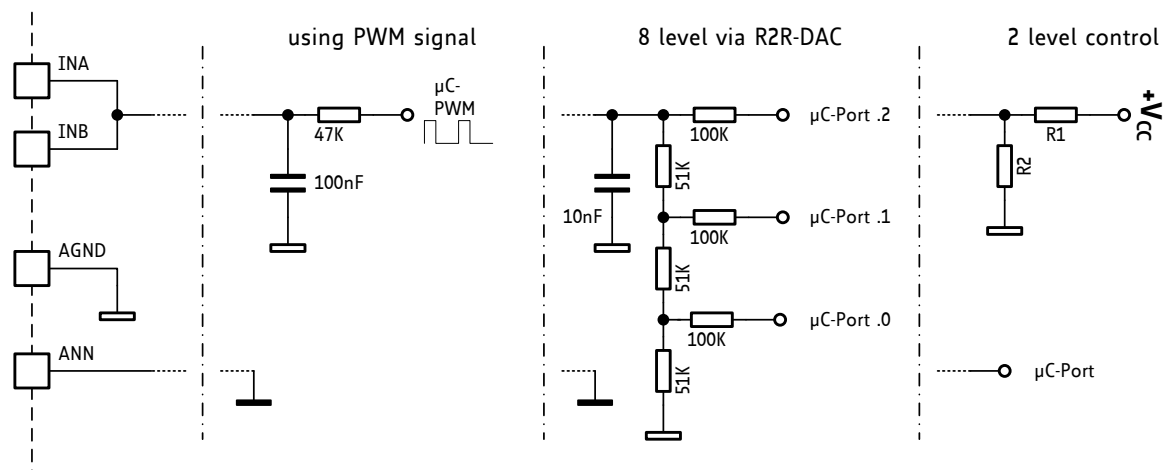 using PWM signal
8 level via R2R-DAC
2 level control
INA
INB
AGND
ANN
µC-
PWM
47K
100nF
100K
µC-Port .2
51K
10nF
100K
µC-Port .1
51K
100K
µC-Port .0
51K
+VCC
R1
R2
µC-Port